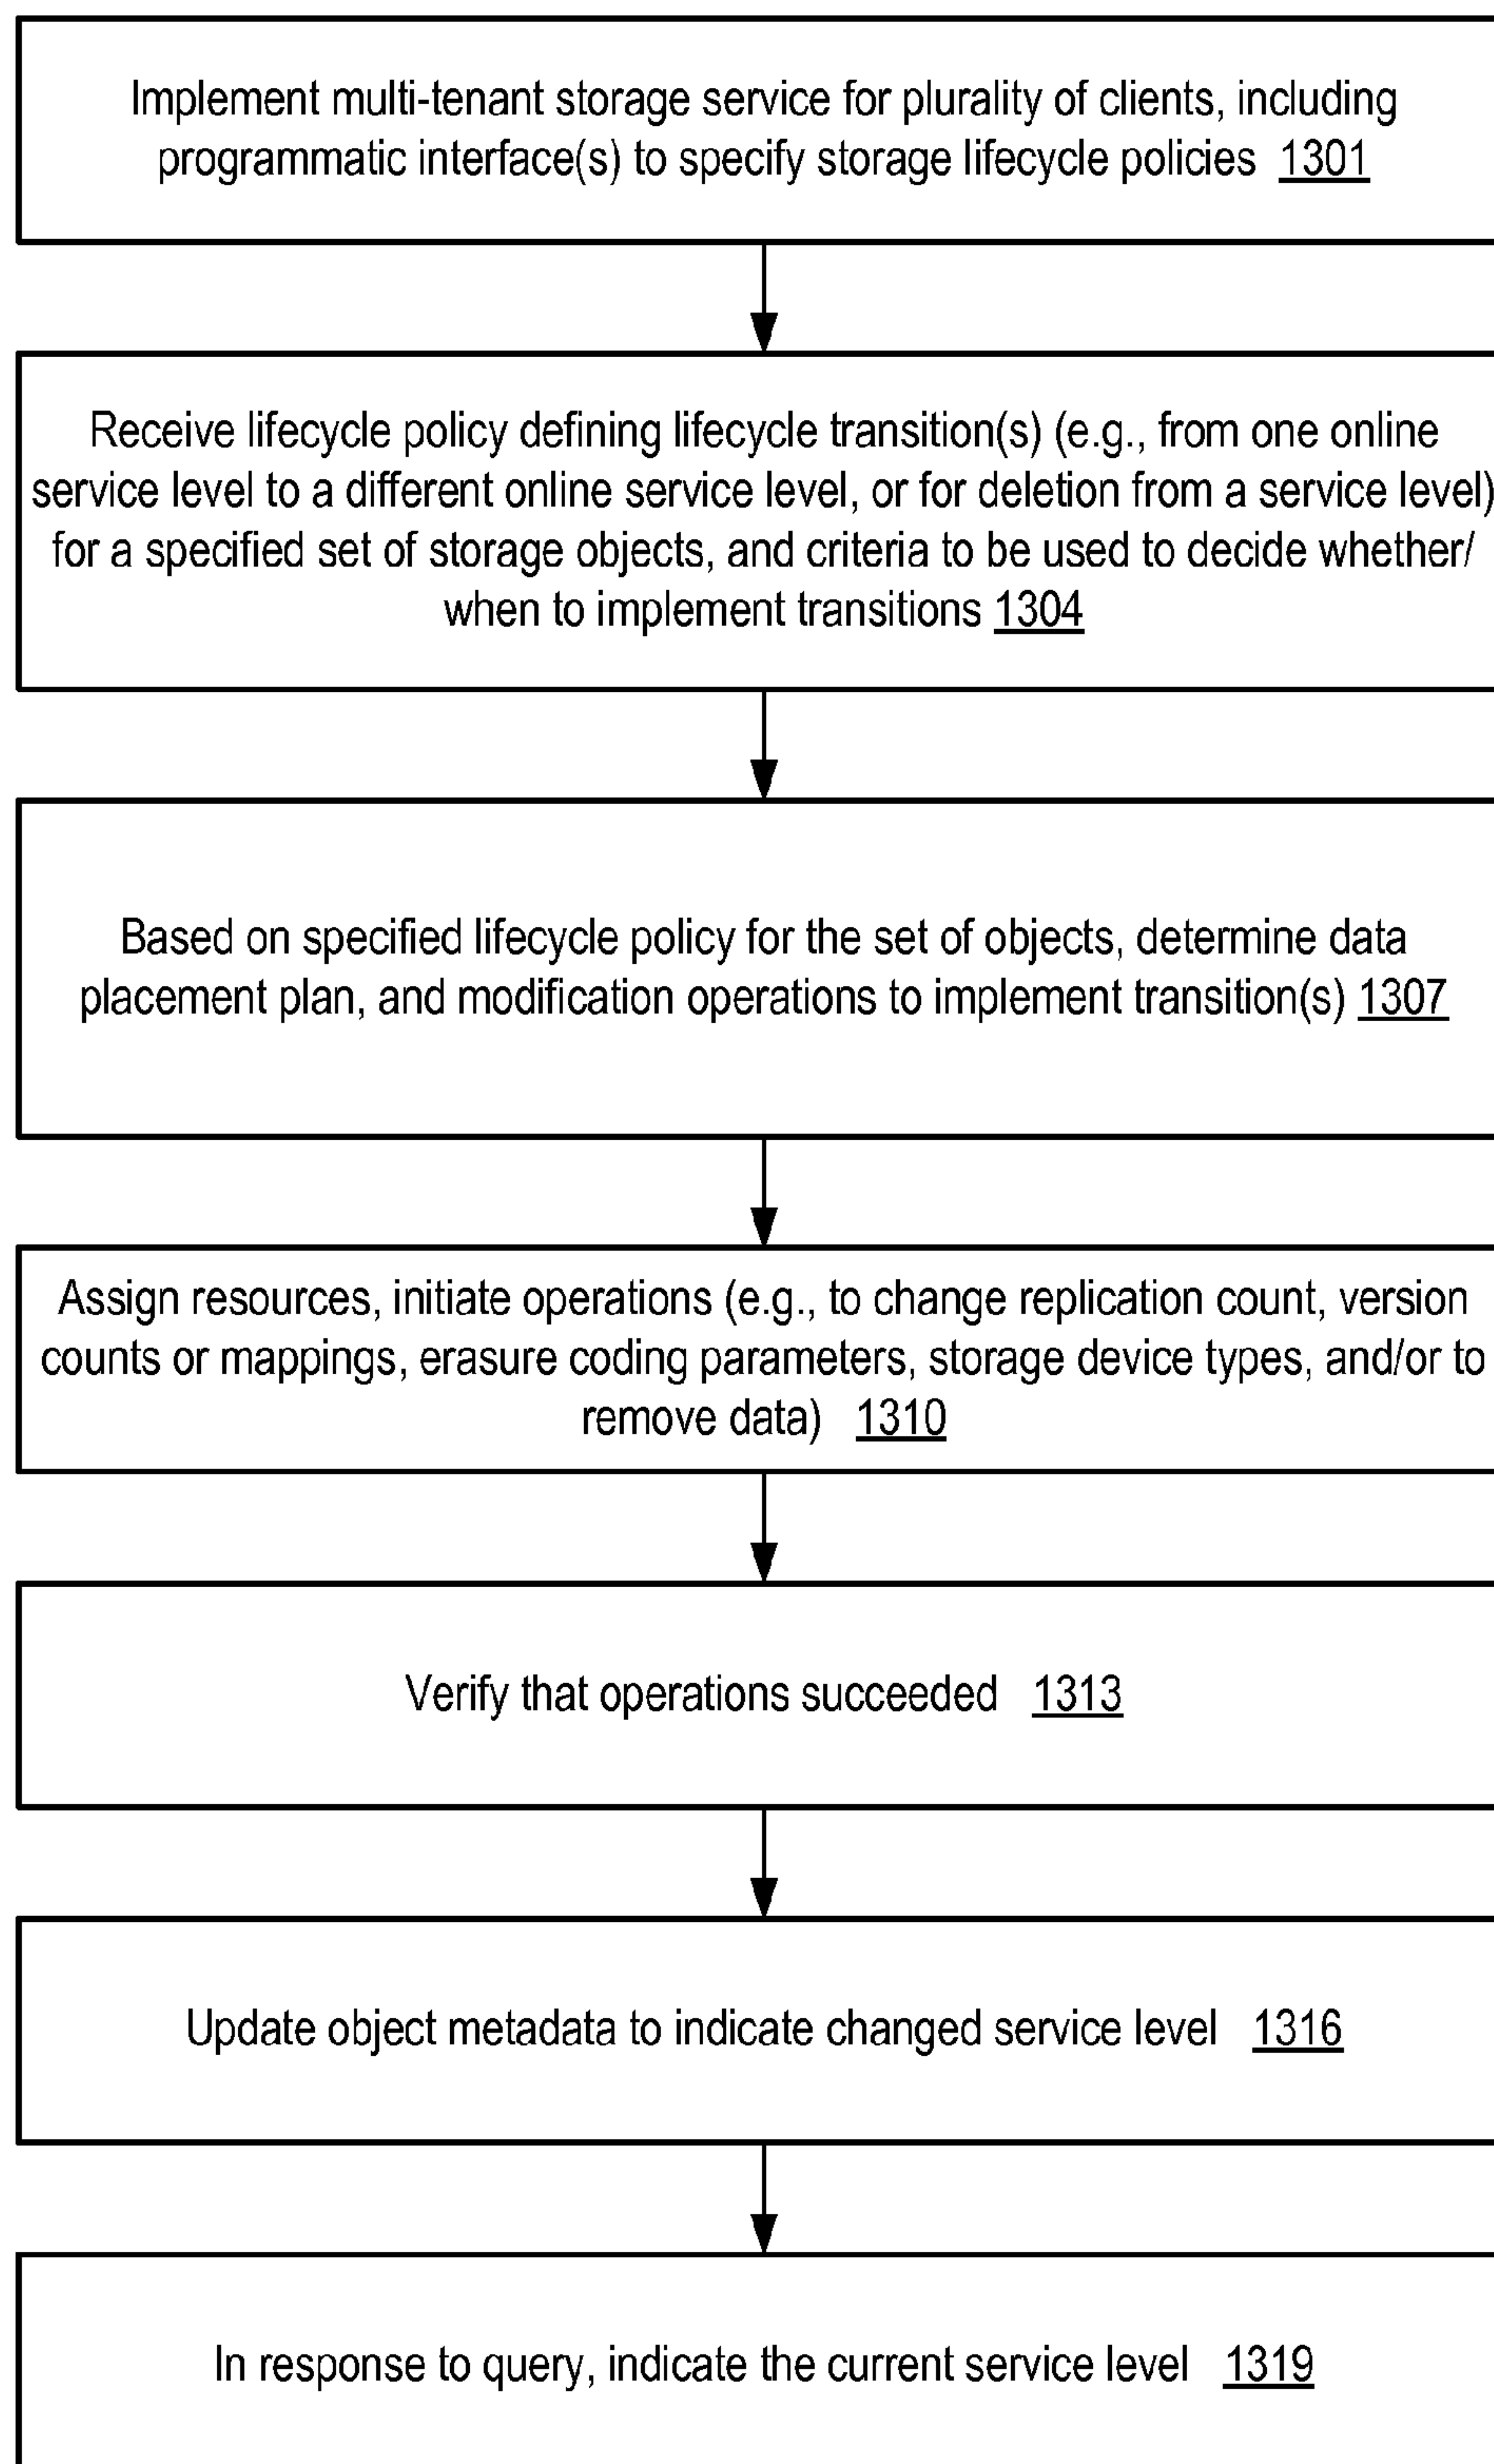 Implement multi-tenant storage service for plurality of clients, including
programmatic interface(s) to specify storage lifecycle policies 1301
Receive lifecycle policy defining lifecycle transition(s) (e.g., from one online
service level to a different online service level, or for deletion from a service level)
for a specified set of storage objects, and criteria to be used to decide whether/
when to implement transitions 1304
Based on specified lifecycle policy for the set of objects, determine data
placement plan, and modification operations to implement transition(s) 1307
Assign resources, initiate operations (e.g., to change replication count, version
counts or mappings, erasure coding parameters, storage device types, and/or to
remove data) 1310
Verify that operations succeeded 1313
Update object metadata to indicate changed service level 1316
In response to query, indicate the current service level 1319